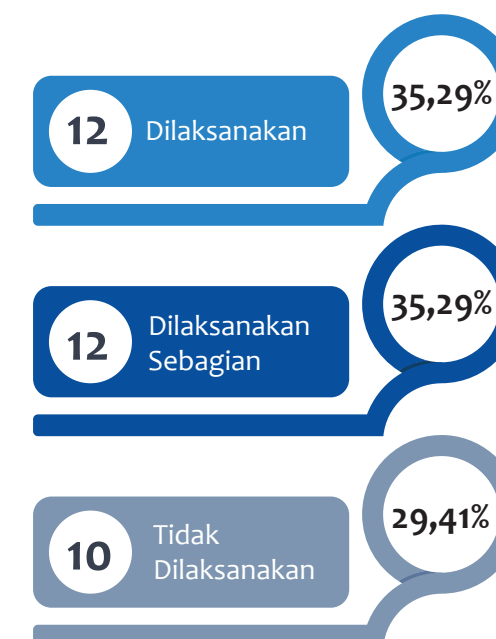 35,29%
12 Dilaksanakan
35,29%
12 Dilaksanakan
Sebagian
29,41%
10 Tidak
Dilaksanakan